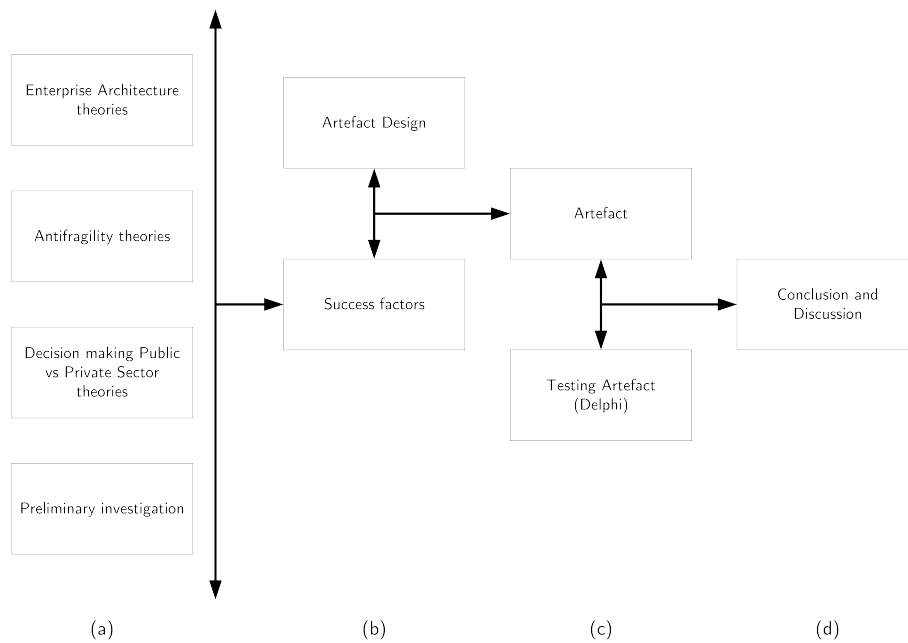 Enterprise Architecture
theories
Antifragility theories
Decision making Public
vs Private Sector
theories
Preliminary investigation
(a)
Artefact Design
Success factors
(b)
Artefact
Testing Artefact
(Delphi)
(c)
Conclusion and
Discussion
(d)